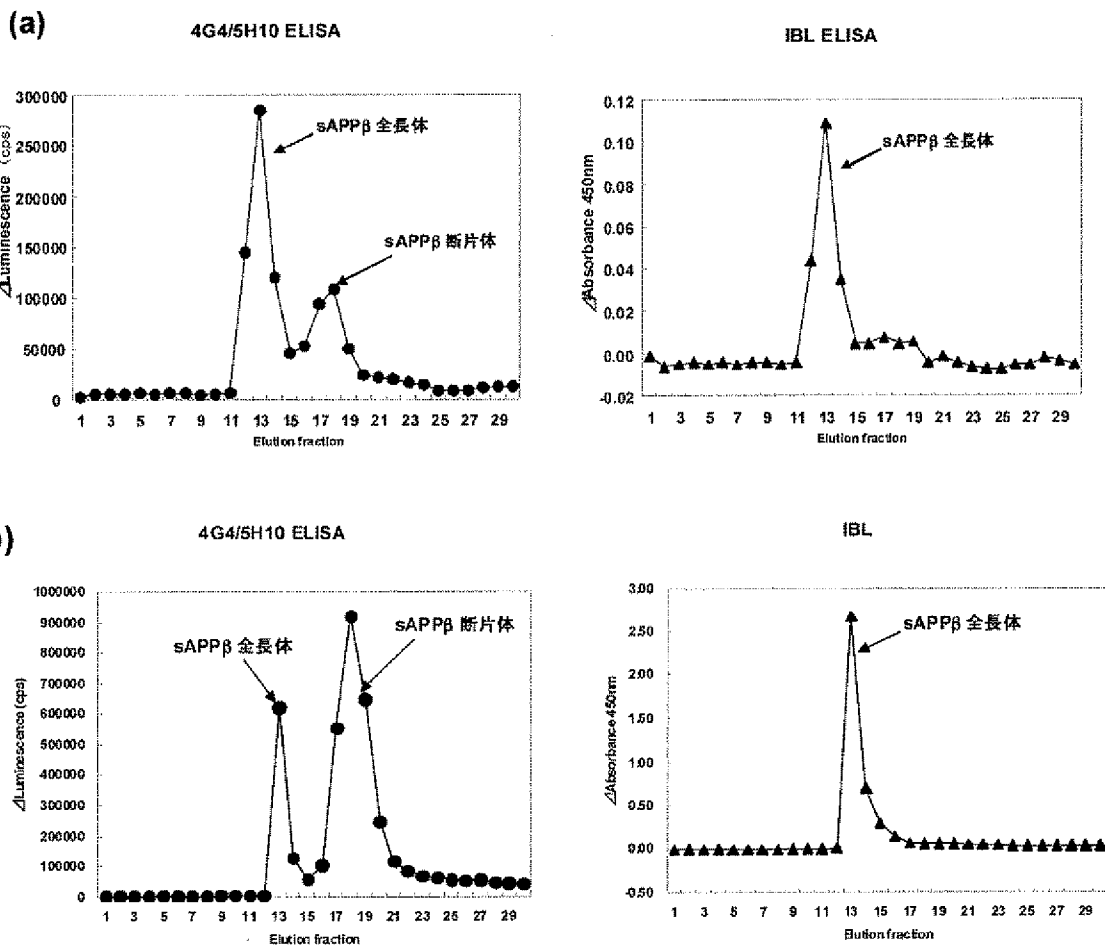 (a)
4G4/5H10 ELISA
300000
250000
200000
150000
100000
50000
0
⊿Luminescence (cps)
sAPPβ 全長体
sAPPβ 断片体
1 3 5 7 9 11 13 15 17 19 21 23 25 27 29
Elution fraction
IBL ELISA
0.12
0.10
0.08
0.06
0.04
0.02
0.00
-0.02
⊿Absorbance 450nm
sAPPβ 全長体
1 3 5 7 9 11 13 15 17 19 21 23 25 27 29
Elution fraction
)
4G4/5H10 ELISA
1000000
900000
800000
700000
600000
500000
400000
300000
200000
100000
0
⊿Luminescence (cps)
sAPPβ 全長体
sAPPβ 断片体
1 3 5 7 9 11 13 15 17 19 21 23 25 27 29
Elution fraction
IBL
3.00
2.50
2.00
1.50
1.00
0.50
0.00
-0.50
⊿Absorbance 450nm
sAPPβ 全長体
1 3 5 7 9 11 13 15 17 19 21 23 25 27 29
Elution fraction